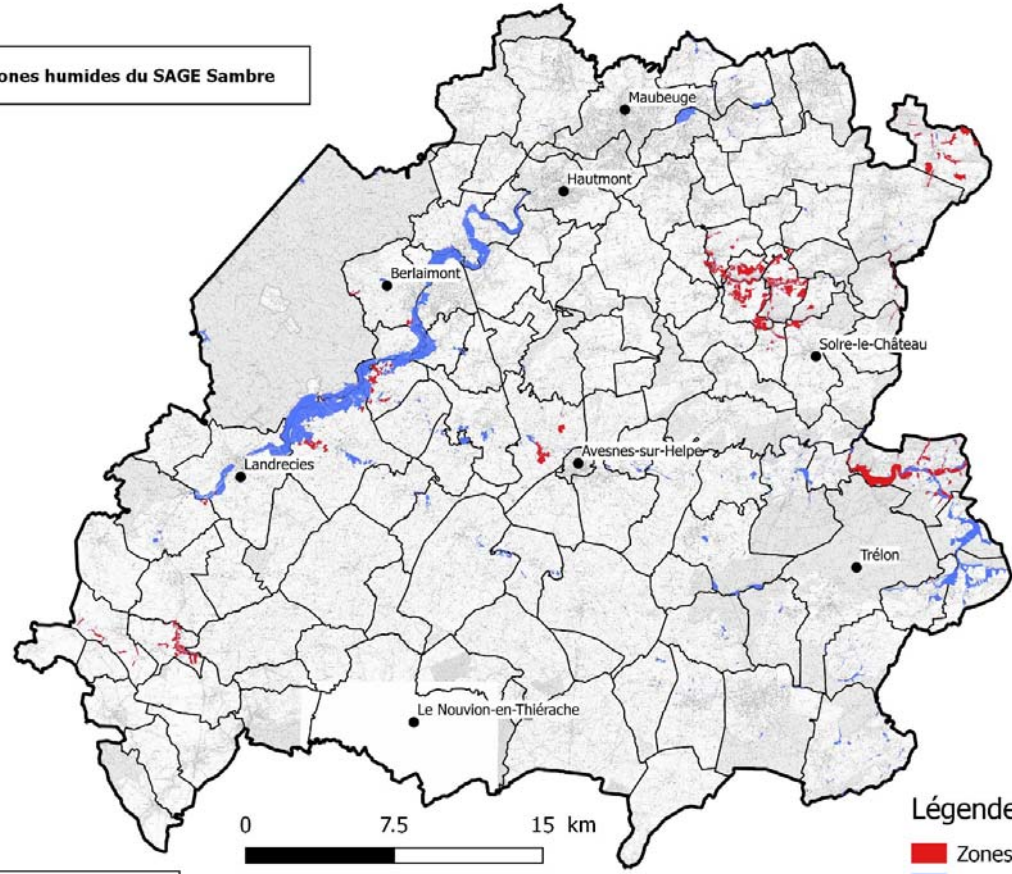 ones humides du SAGE Sambre
Maubeuge
Hautmont
Berlaimont
Solre-le-Château
Avesnes-sur-Helpe
Landrecies
Trélon
Le Nouvion-en-Thiérache
0 7.5 15 km
Légende
Zones